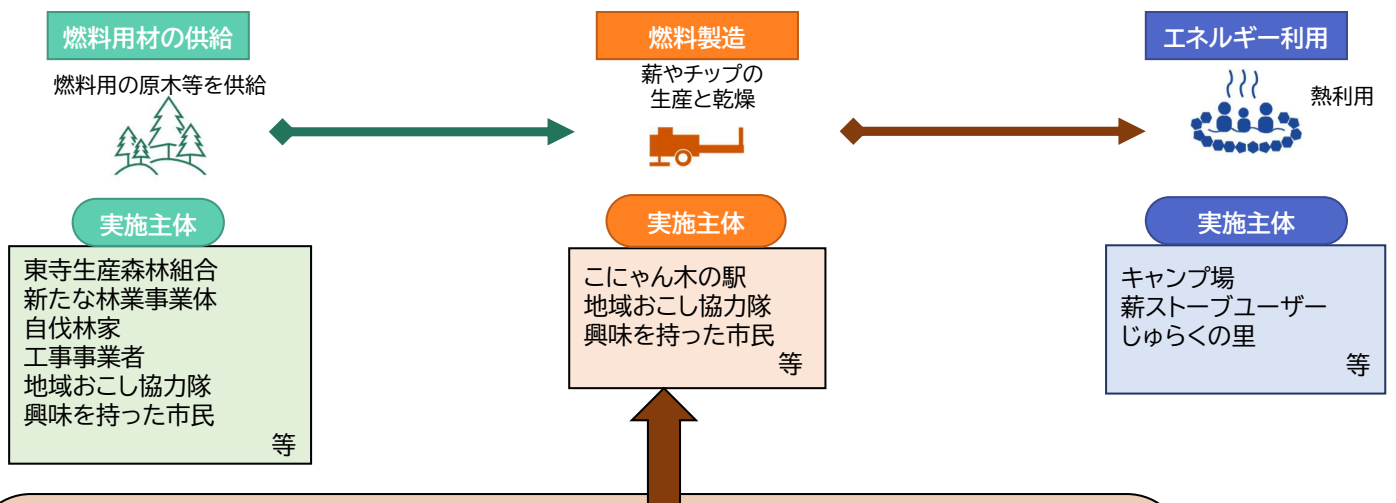 燃料用材の供給
燃料用の原木等を供給
実施主体
東寺生産森林組合
新たな林業事業体
自伐林家
工事事業者
地域おこし協力隊
興味を持った市民
等
燃料製造
薪やチップの
生産と乾燥
実施主体
こにゃん木の駅
地域おこし協力隊
興味を持った市民
等
エネルギー利用
熱利用
実施主体
キャンプ場
薪ストーブユーザー
じゅらくの里
等